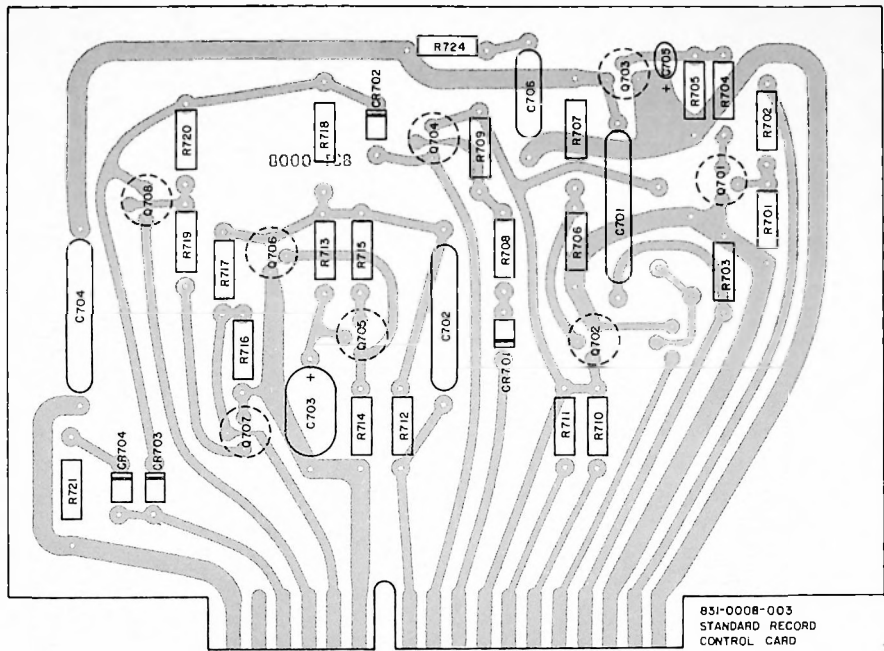 R724
Q703
C705
C706
R705
R704
R702
CR702
R720
R718
Q704
R709
R707
8000-1C8
Q708
Q701
R701
R719
R717
Q706
R713
R715
R708
R706
C701
R703
C704
R716
Q705
C702
CR701
Q702
+
+
C703
R714
R712
R711
R710
Q707
CR704
CR703
R721
831-0008-003
STANDARD RECORD
CONTROL CARD